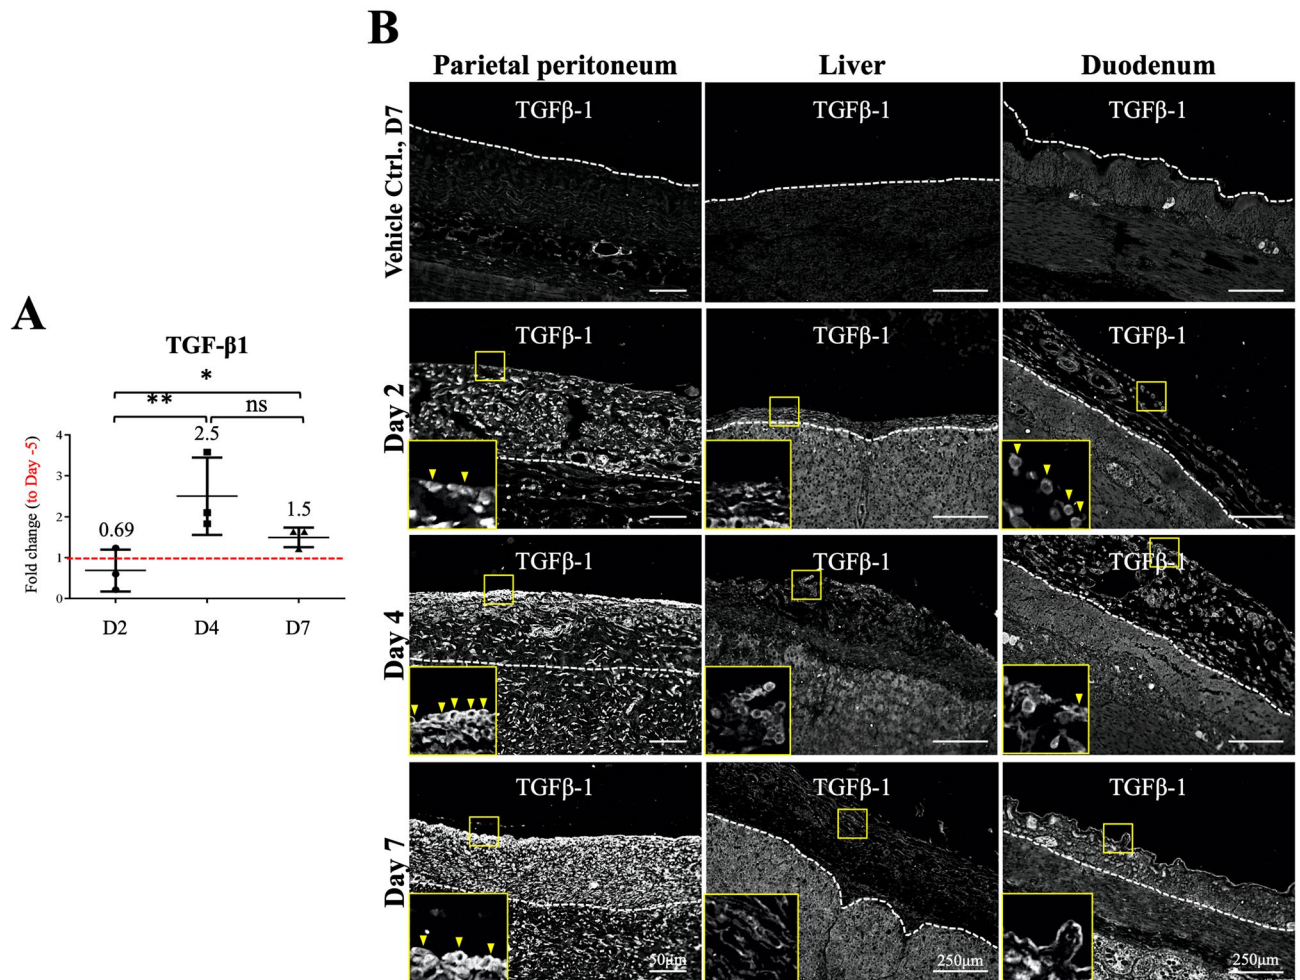 A
TGF-β1
*
**
ns
Fold change (to Day -5)
4
3
2
1
0
0.69
2.5
1.5
D2
D4
D7
B
Parietal peritoneum
Liver
Duodenum
Vehicle Ctrl., D7
TGFβ-1
TGFβ-1
TGFβ-1
Day 2
TGFβ-1
TGFβ-1
TGFβ-1
Day 4
TGFβ-1
TGFβ-1
TGFβ-1
Day 7
TGFβ-1
TGFβ-1
TGFβ-1
50μm
250μm
250μm